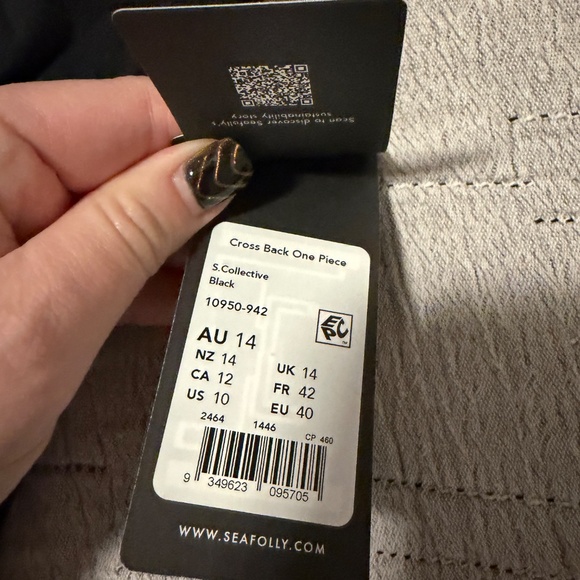 Scan to discover Seafolly's
sustainability story
Cross Back One Piece
S.Collective
Black
10950-942
EPC
AU 14
NZ 14
CA 12
US 10
UK 14
FR 42
EU 40
2464 1446 CP 460
9 349623 095705
WWW.SEAFOLLY.COM